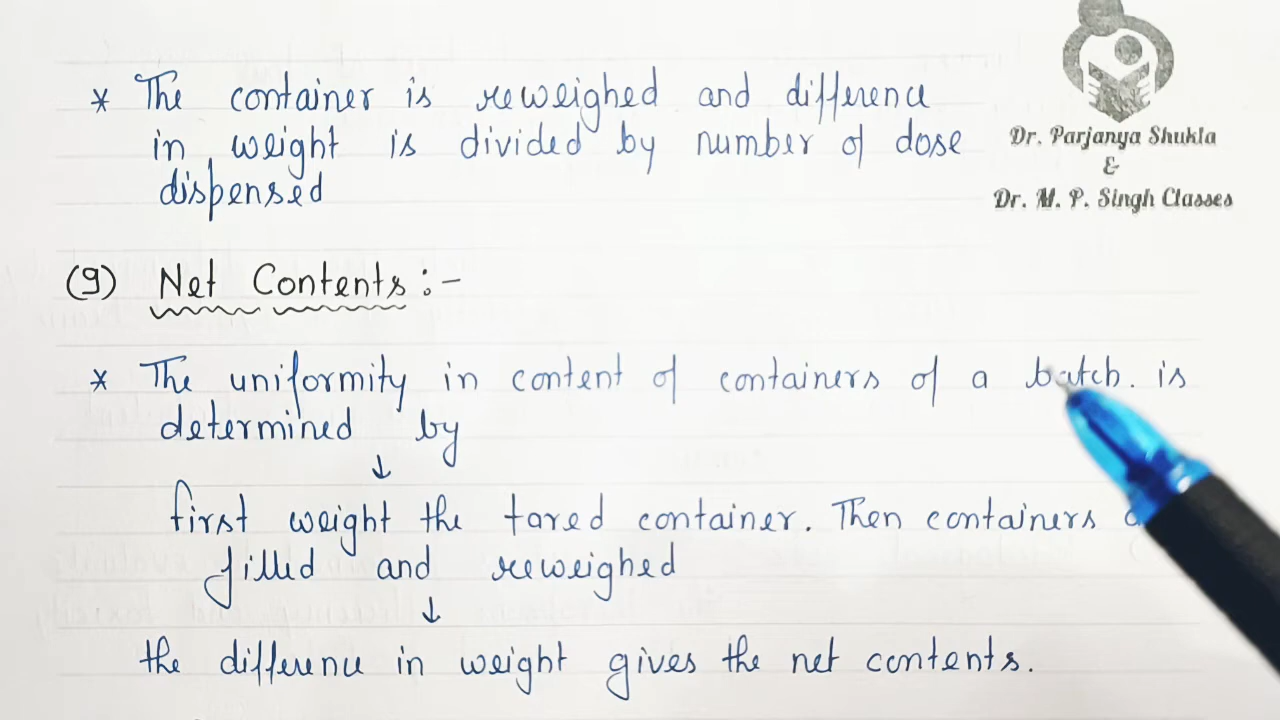 * The container is reweighed and difference
in weight is divided by number of dose
dispensed
Dr. Parjanya Shukla
&
Dr. M. P. Singh Classes
(9) Net Contents :-
* The uniformity in content of containers of a batch. is
determined by
↓
first weight the tared container. Then containers
filled and reweighed
↓
the difference in weight gives the net contents.